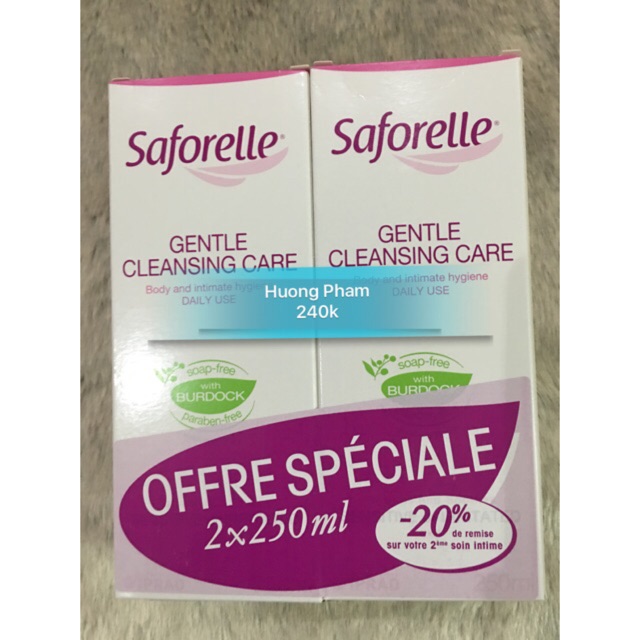 Saforelle®
GENTLE
CLEANSING CARE
Body and intimate hygiene
DAILY USE
soap-free
with
BURDOCK
paraben-free
Saforelle®
GENTLE
CLEANSING CARE
Body and intimate hygiene
DAILY USE
soap-free
with
BURDOCK
Huong Pham
240k
OFFRE SPÉCIALE
2x250ml
-20%
de remise
sur votre 2ème soin intime
250ml